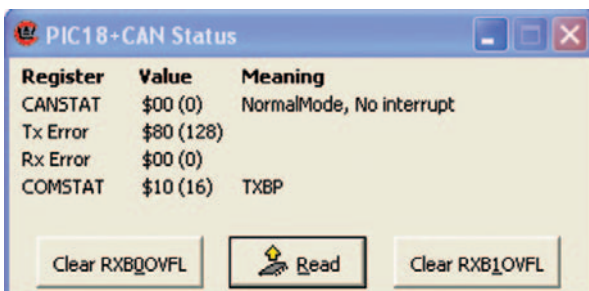 PIC18+CAN Status
Register Value Meaning
CANSTAT $00 (0) NormalMode, No interrupt
Tx Error $80 (128)
Rx Error $00 (0)
COMSTAT $10 (16) TXBP
Clear RXB0OVFL Read Clear RXB1OVFL